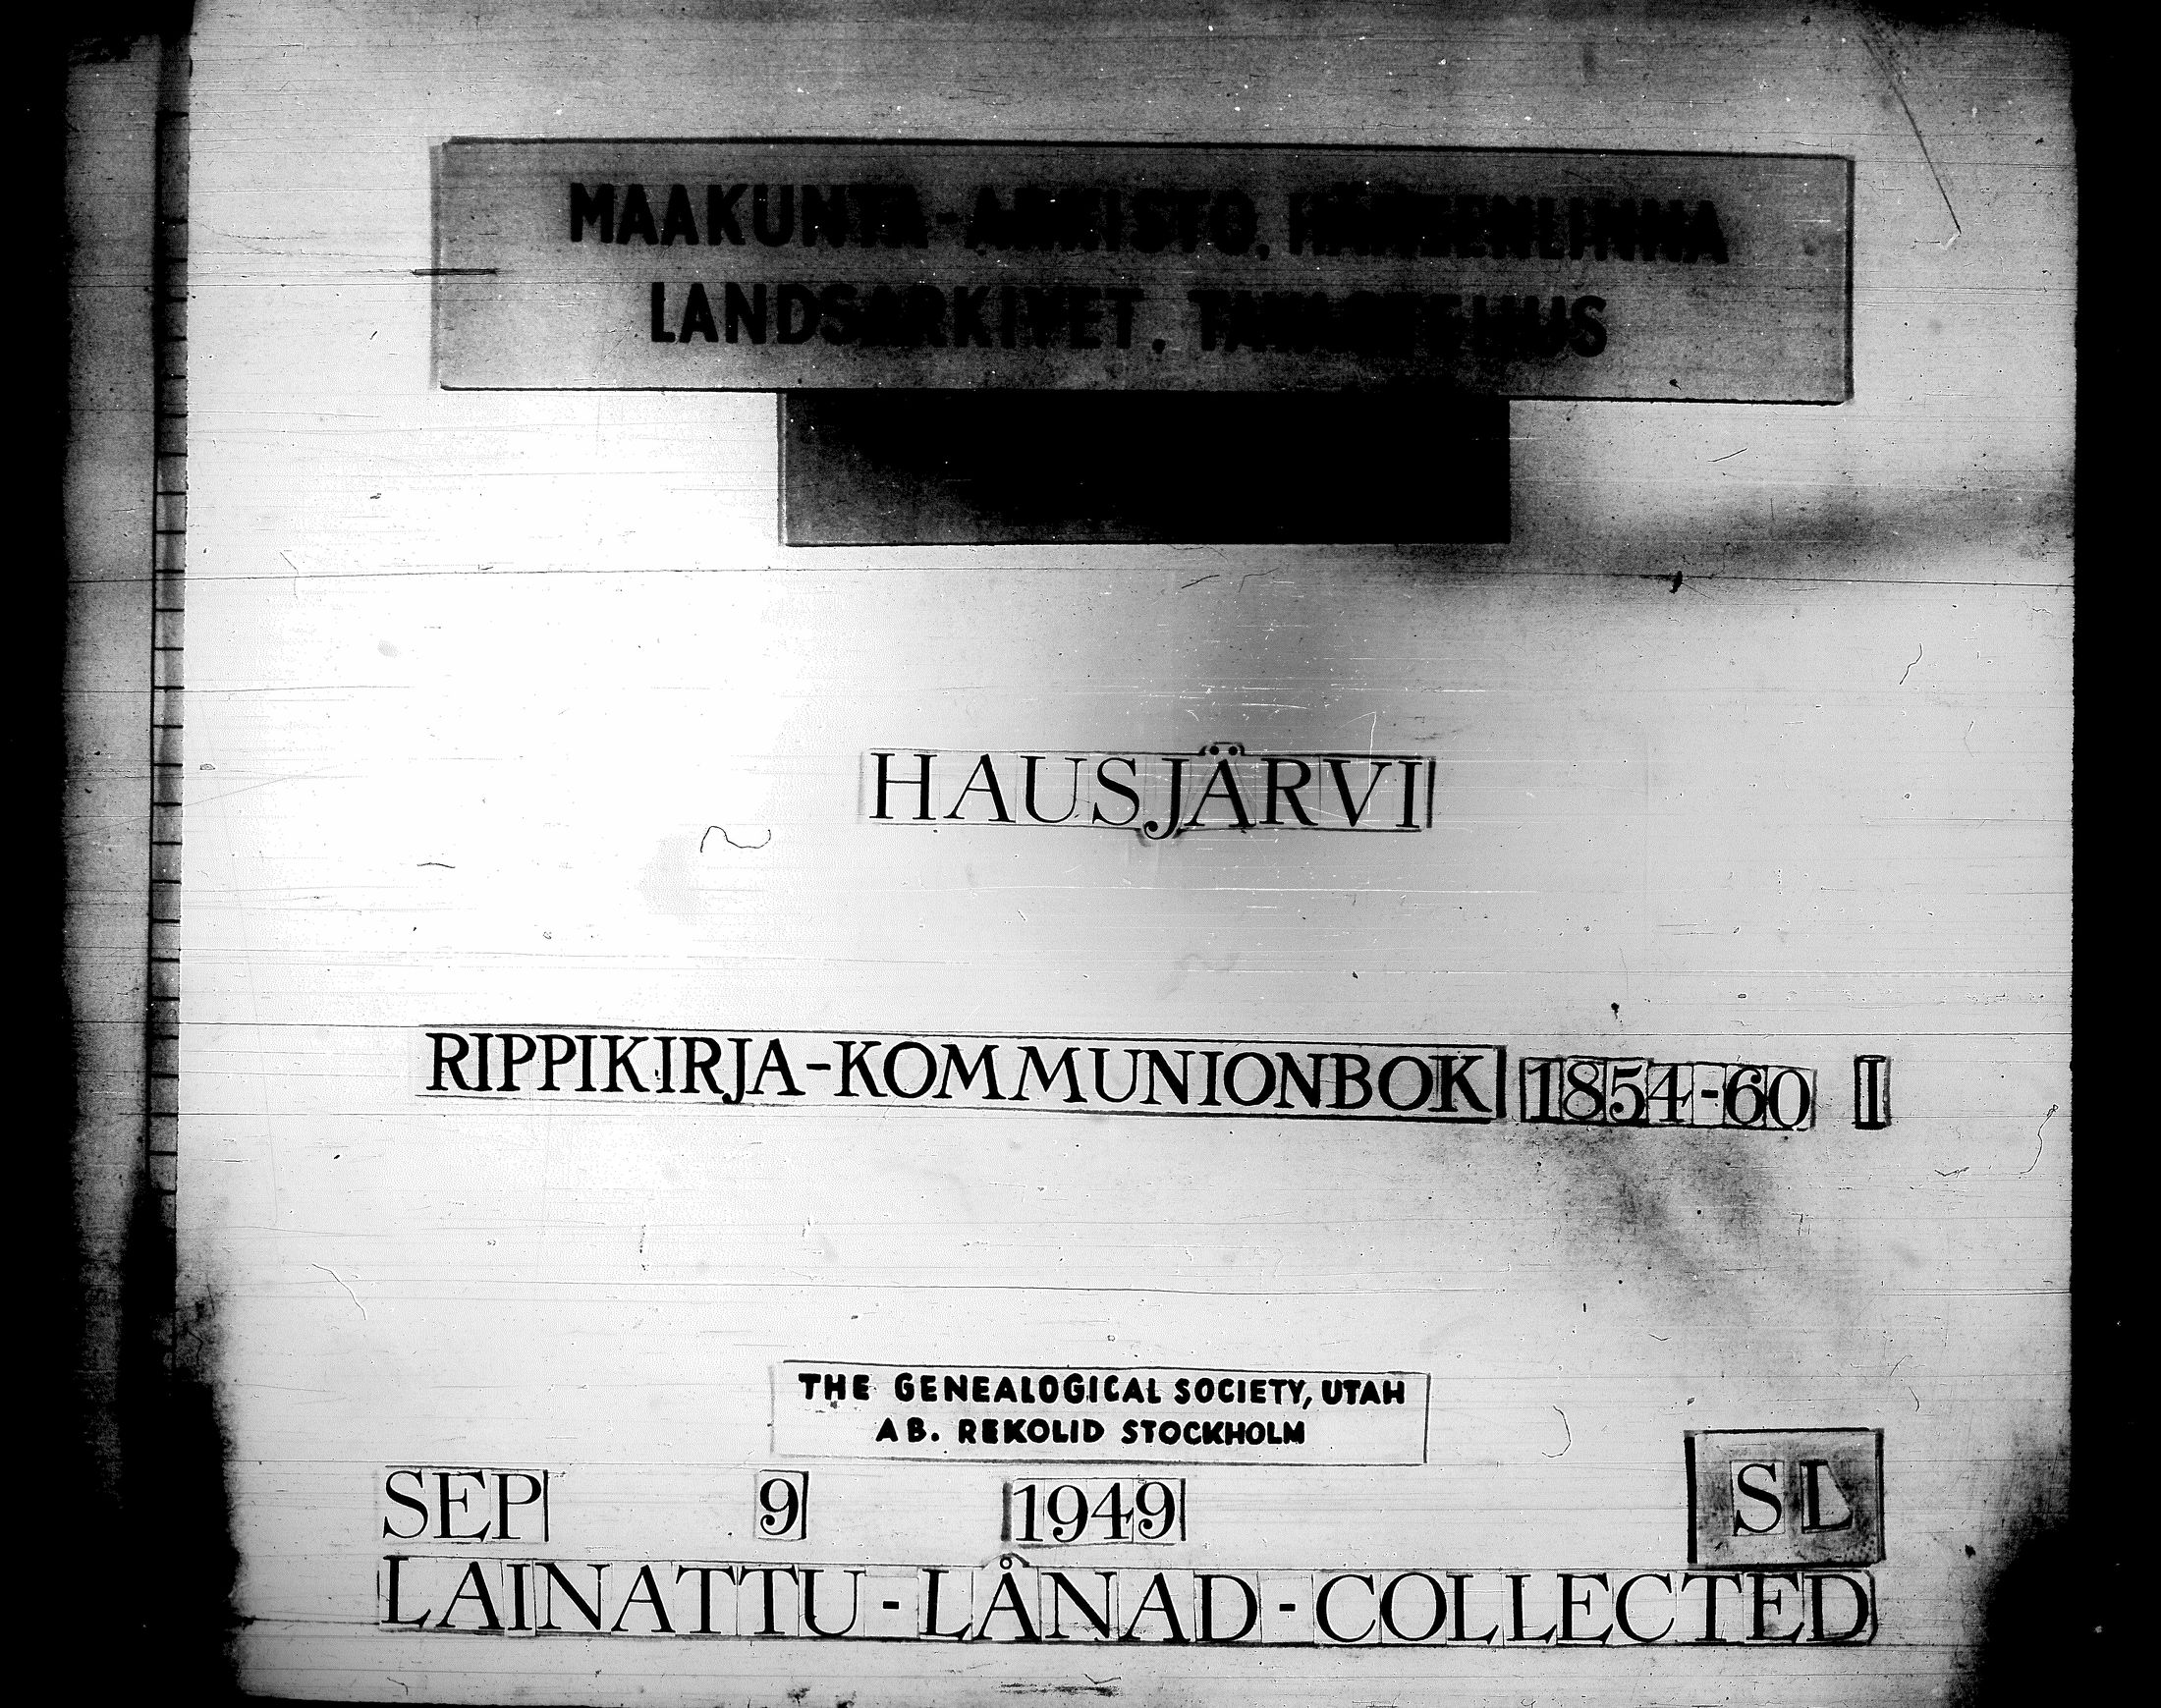 MAAKUNTA-ARKISTO, HÄMEENLINNA
LANDSARKIVET, TAVASTEHUS
HAUSJÄRVI
RIPPIKIRJA-KOMMUNIONBOK 1854-60 I
THE GENEALOGICAL SOCIETY, UTAH
AB. REKOLID STOCKHOLM
SEP 9 1949
SL
LAINATTU-LÅNAD-COLLECTED